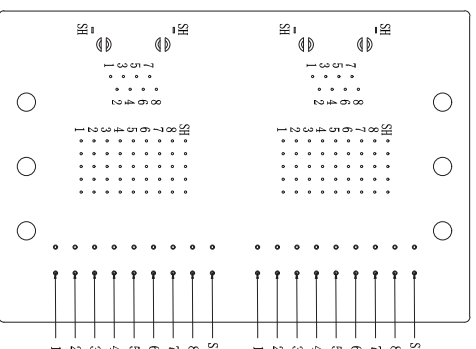 SH SH SH SH
1 3 5 7 1 3 5 7
2 4 6 8 2 4 6 8
1 2 3 4 5 6 7 8 SH 1 2 3 4 5 6 7 8 SH
1 2 3 4 5 6 7 8 S 1 2 3 4 5 6 7 8 S